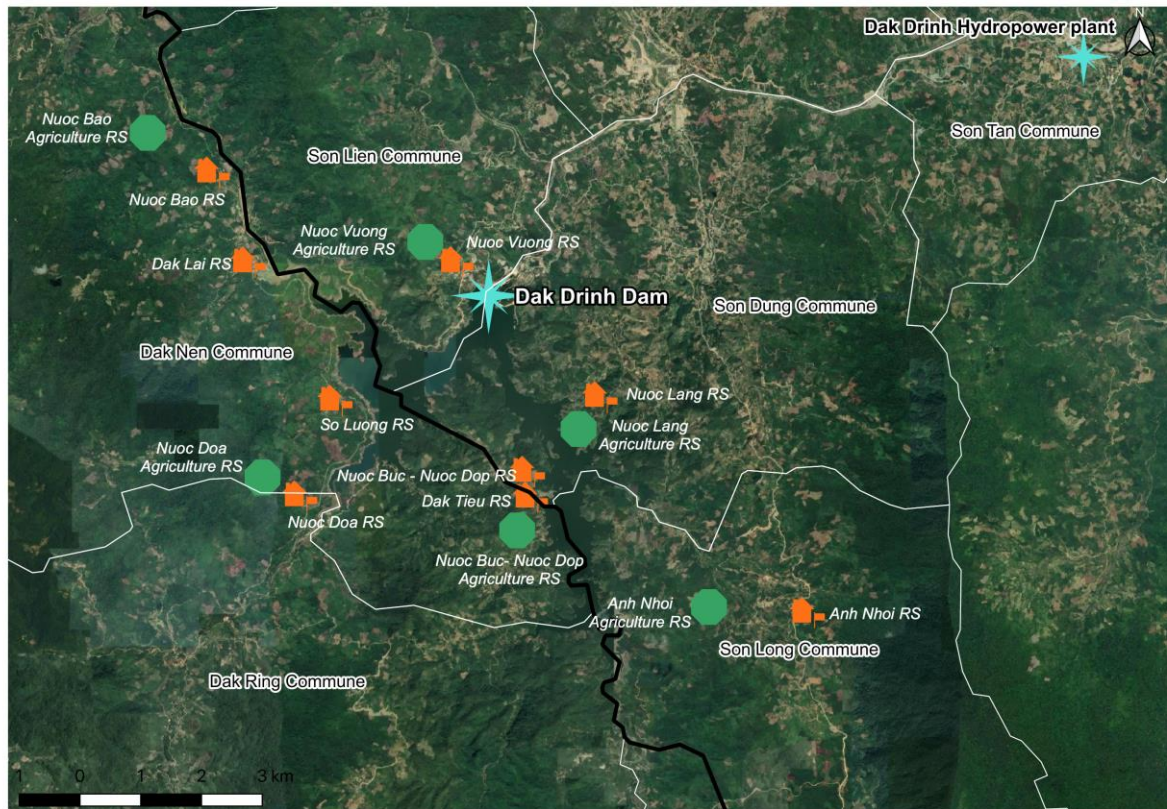 Dak Drinh Hydropower plant
N
Nuoc Bao
Agriculture RS
Son Tan Commune
Son Lien Commune
Nuoc Bao RS
Nuoc Vuong
Agriculture RS
Nuoc Vuong RS
Dak Lai RS
Dak Drinh Dam
Son Dung Commune
Dak Nen Commune
Nuoc Lang RS
So Luong RS
Nuoc Lang
Agriculture RS
Nuoc Doa
Agriculture RS
Nuoc Buc - Nuoc Dop RS
Dak Tieu RS
Nuoc Doa RS
Nuoc Buc- Nuoc Dop
Agriculture RS
Anh Nhoi
Agriculture RS
Anh Nhoi RS
Son Long Commune
Dak Ring Commune
1 0 1 2 3 km